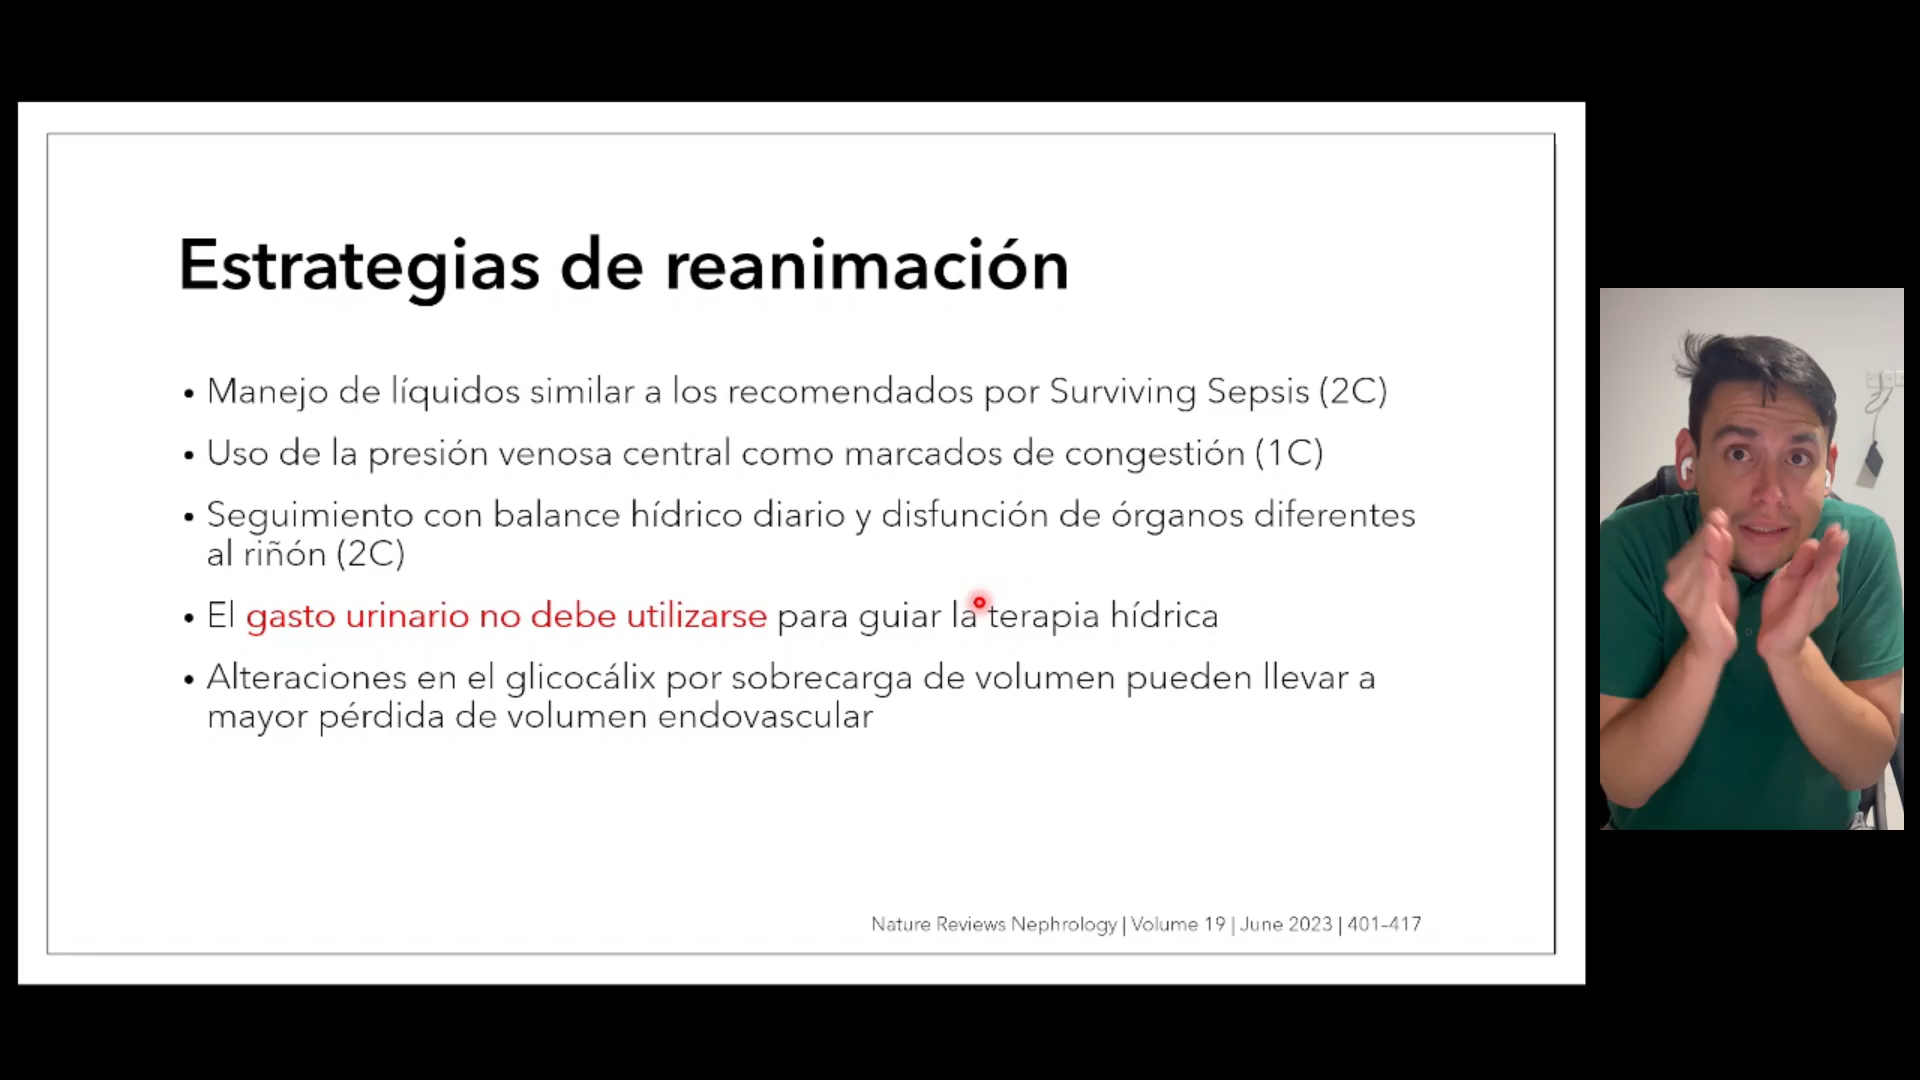 Estrategias de reanimación
• Manejo de líquidos similar a los recomendados por Surviving Sepsis (2C)
• Uso de la presión venosa central como marcados de congestión (1C)
• Seguimiento con balance hídrico diario y disfunción de órganos diferentes
al riñón (2C)
• El gasto urinario no debe utilizarse para guiar la terapia hídrica
• Alteraciones en el glicocálix por sobrecarga de volumen pueden llevar a
mayor pérdida de volumen endovascular
Nature Reviews Nephrology | Volume 19 | June 2023 | 401–417